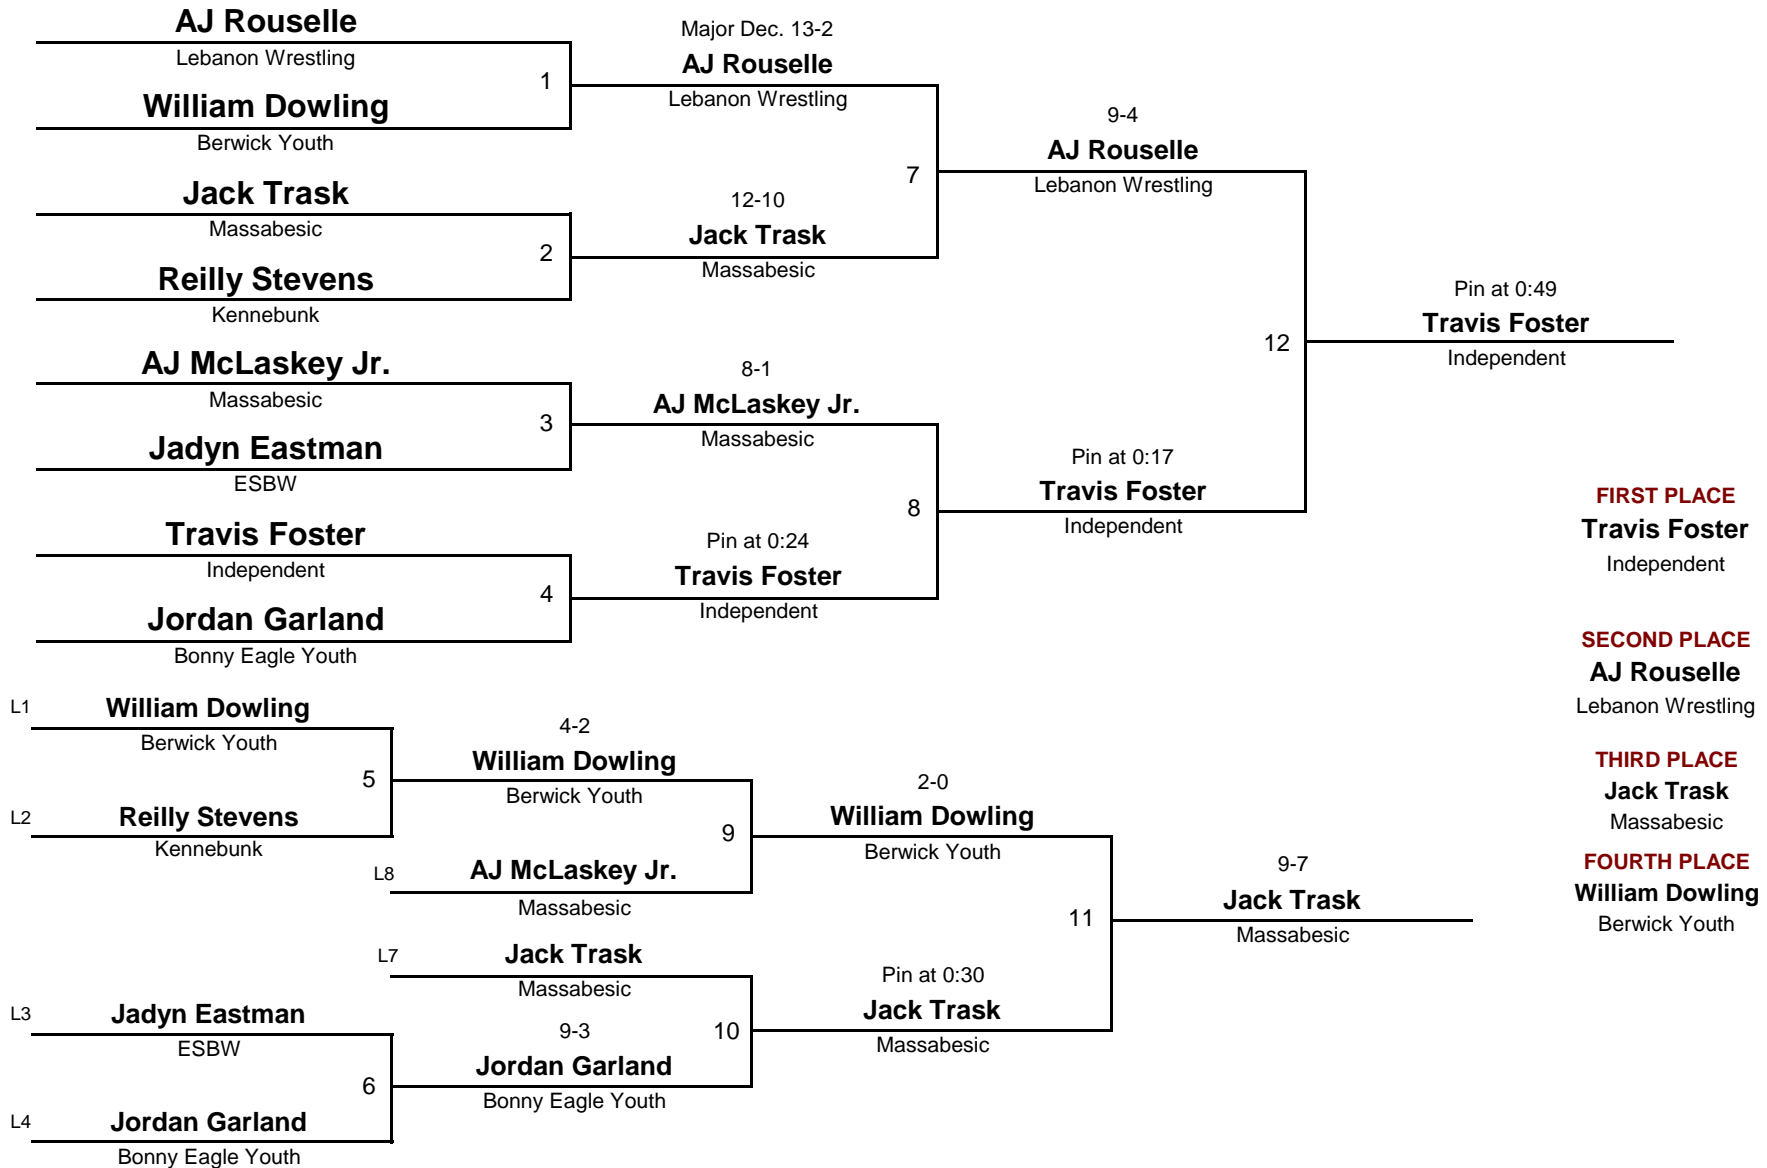 AJ Rouselle
Lebanon Wrestling
1
William Dowling
Berwick Youth
Jack Trask
Massabesic
2
Reilly Stevens
Kennebunk
AJ McLaskey Jr.
Massabesic
3
Jadyn Eastman
ESBW
Travis Foster
Independent
4
Jordan Garland
Bonny Eagle Youth
Major Dec. 13-2
AJ Rouselle
Lebanon Wrestling
7
12-10
Jack Trask
Massabesic
8-1
AJ McLaskey Jr.
Massabesic
8
Pin at 0:24
Travis Foster
Independent
9-4
AJ Rouselle
Lebanon Wrestling
12
Pin at 0:17
Travis Foster
Independent
Pin at 0:49
Travis Foster
Independent
FIRST PLACE
Travis Foster
Independent
SECOND PLACE
AJ Rouselle
Lebanon Wrestling
THIRD PLACE
Jack Trask
Massabesic
FOURTH PLACE
William Dowling
Berwick Youth
L1 William Dowling
Berwick Youth
5
L2 Reilly Stevens
Kennebunk
L3 Jadyn Eastman
ESBW
6
L4 Jordan Garland
Bonny Eagle Youth
4-2
William Dowling
Berwick Youth
9
L8 AJ McLaskey Jr.
Massabesic
L7 Jack Trask
Massabesic
9-3 10
Jordan Garland
Bonny Eagle Youth
2-0
William Dowling
Berwick Youth
11
Pin at 0:30
Jack Trask
Massabesic
9-7
Jack Trask
Massabesic